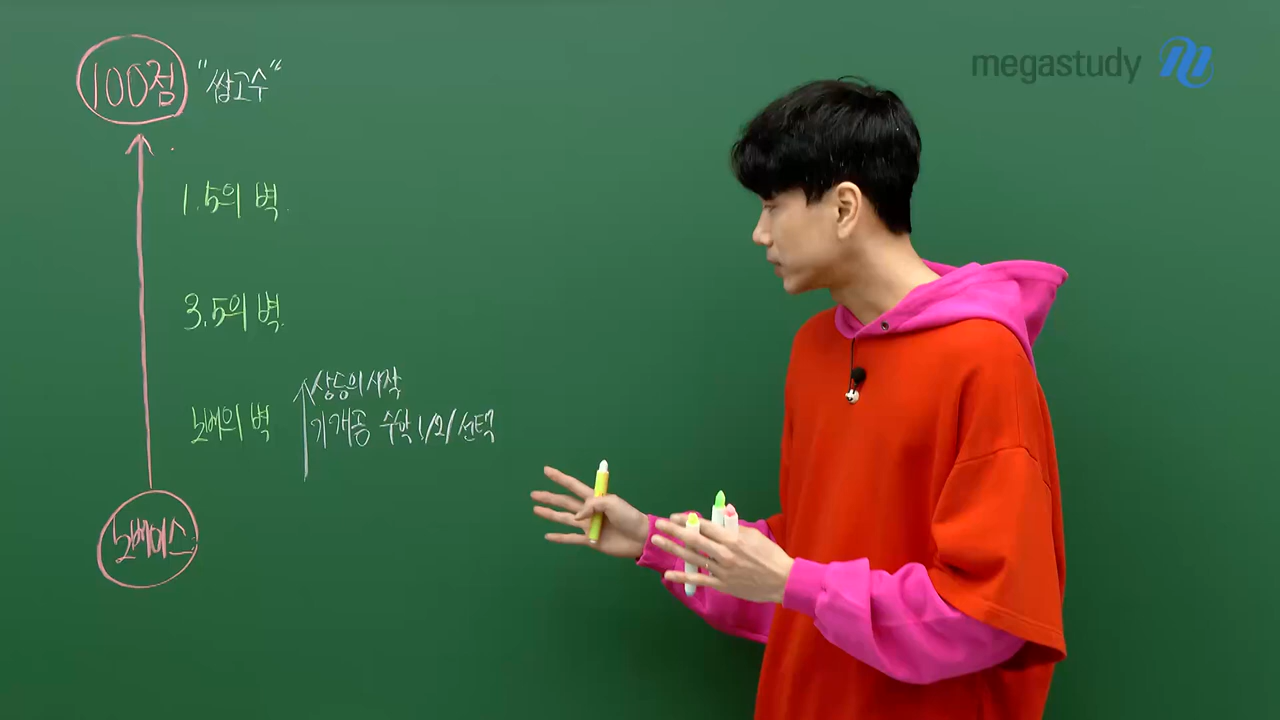 100점 "쌉고수"
megastudy
1.5의 벽
3.5의 벽
상승의 시작
노베의 벽
기개공 수학1/2/선택
노베이스